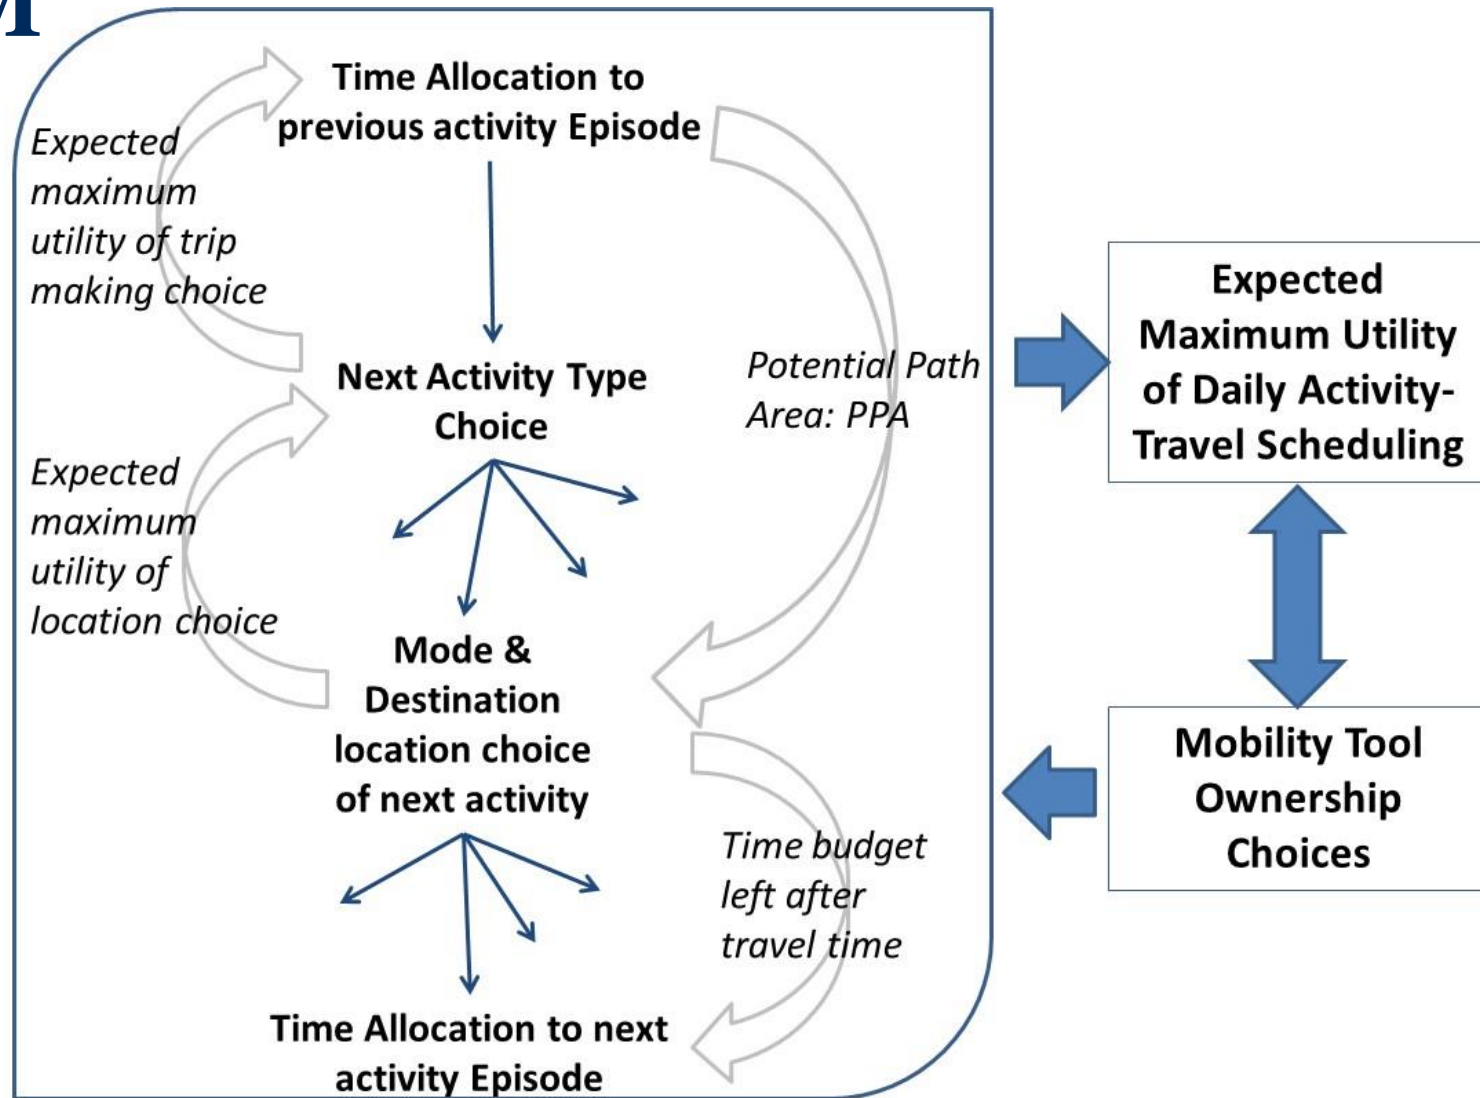 M
Time Allocation to
previous activity Episode
Expected
maximum
utility of trip
making choice
Next Activity Type
Choice
Potential Path
Area: PPA
Expected
maximum
utility of
location choice
Mode &
Destination
location choice
of next activity
Time budget
left after
travel time
Time Allocation to next
activity Episode
Expected
Maximum Utility
of Daily Activity-
Travel Scheduling
Mobility Tool
Ownership
Choices